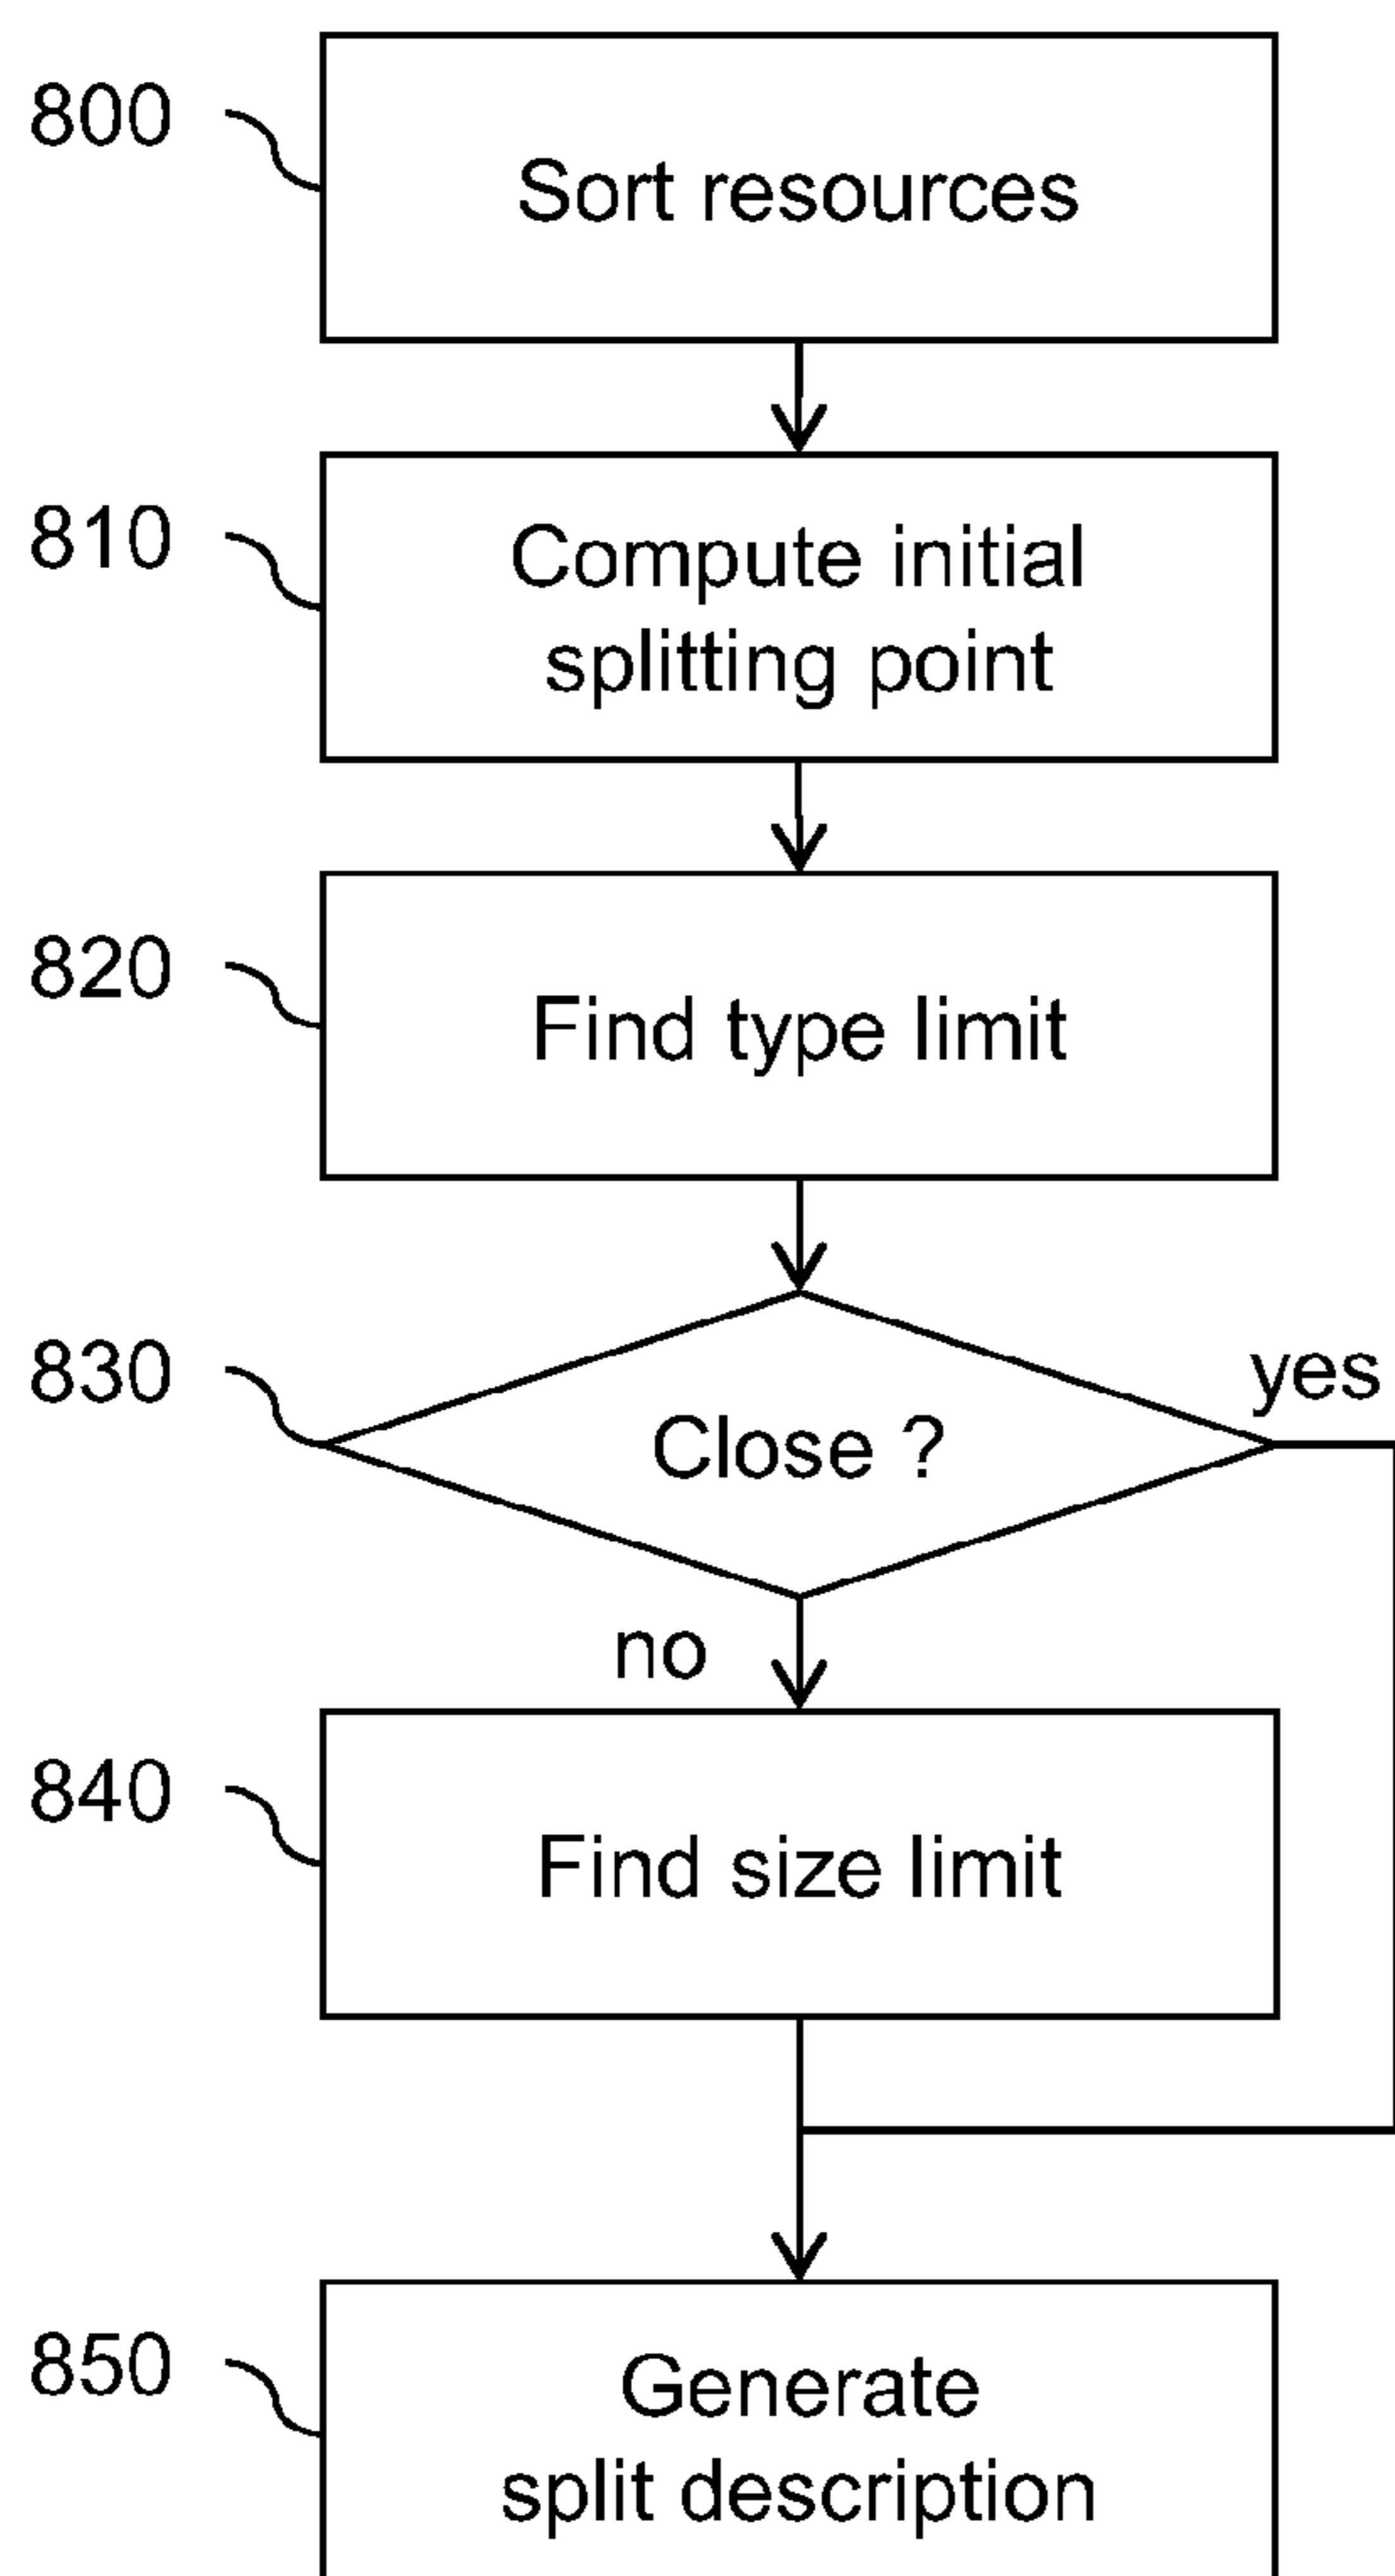 800
Sort resources
810
Compute initial
splitting point
820
Find type limit
830
Close ?
yes
no
840
Find size limit
850
Generate
split description